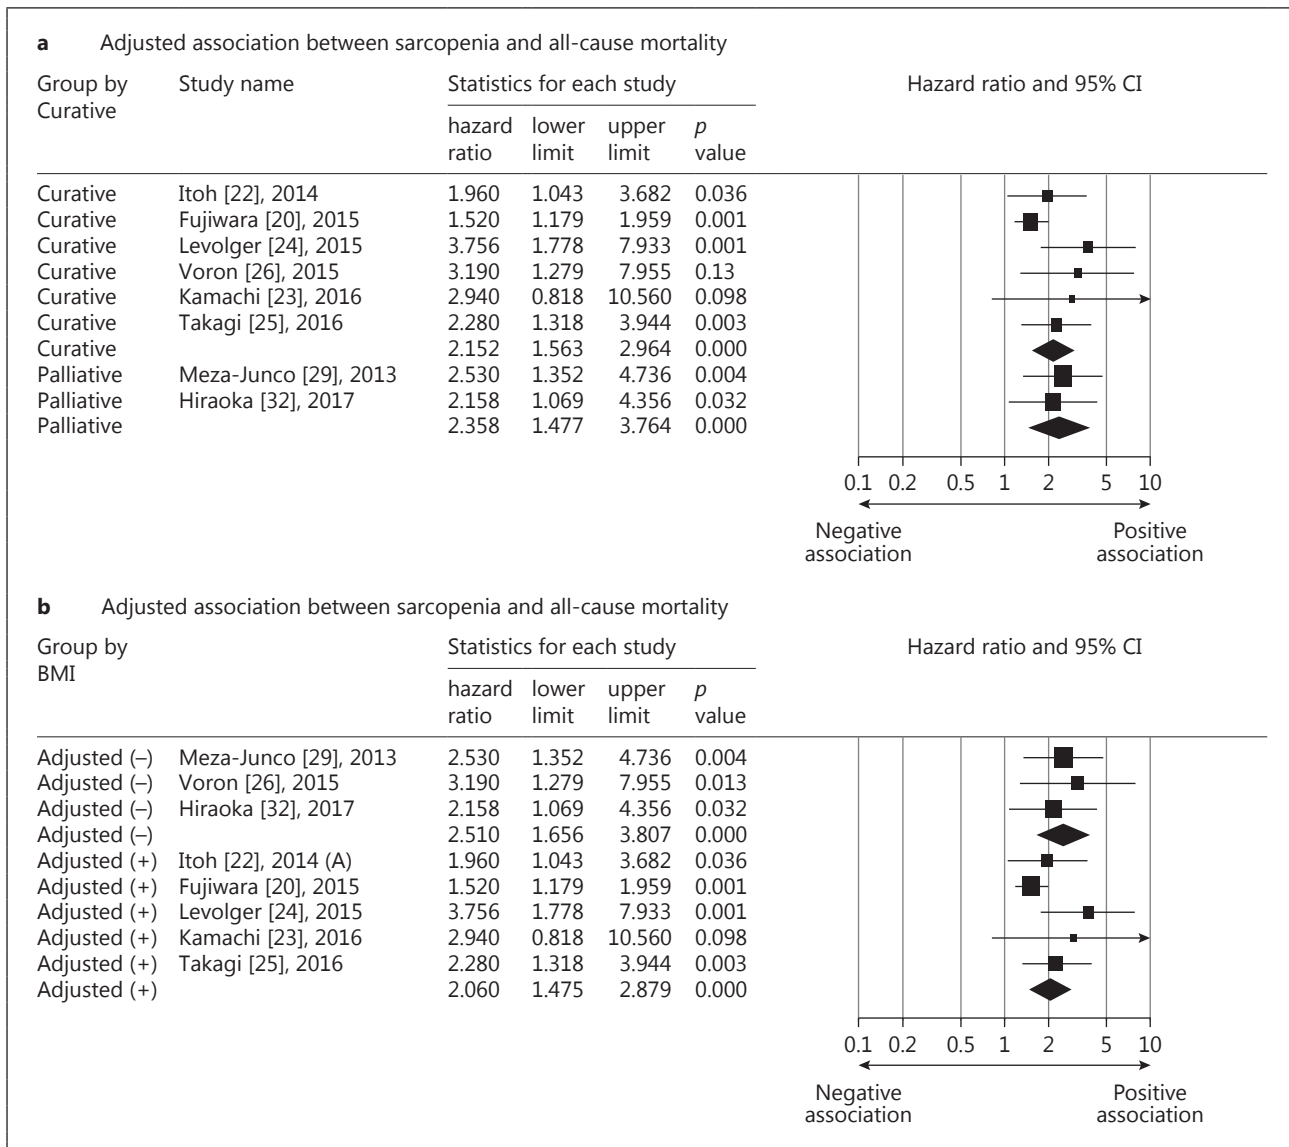 a Adjusted association between sarcopenia and all-cause mortality
Group by Curative Study name Statistics for each study Hazard ratio and 95% CI
hazard ratio lower limit upper limit p value
Curative Itoh [22], 2014 1.960 1.043 3.682 0.036
Curative Fujiwara [20], 2015 1.520 1.179 1.959 0.001
Curative Levolger [24], 2015 3.756 1.778 7.933 0.001
Curative Voron [26], 2015 3.190 1.279 7.955 0.13
Curative Kamachi [23], 2016 2.940 0.818 10.560 0.098
Curative Takagi [25], 2016 2.280 1.318 3.944 0.003
Curative 2.152 1.563 2.964 0.000
Palliative Meza-Junco [29], 2013 2.530 1.352 4.736 0.004
Palliative Hiraoka [32], 2017 2.158 1.069 4.356 0.032
Palliative 2.358 1.477 3.764 0.000
0.1 0.2 0.5 1 2 5 10
Negative association Positive association
b Adjusted association between sarcopenia and all-cause mortality
Group by BMI Statistics for each study Hazard ratio and 95% CI
hazard ratio lower limit upper limit p value
Adjusted (–) Meza-Junco [29], 2013 2.530 1.352 4.736 0.004
Adjusted (–) Voron [26], 2015 3.190 1.279 7.955 0.013
Adjusted (–) Hiraoka [32], 2017 2.158 1.069 4.356 0.032
Adjusted (–) 2.510 1.656 3.807 0.000
Adjusted (+) Itoh [22], 2014 (A) 1.960 1.043 3.682 0.036
Adjusted (+) Fujiwara [20], 2015 1.520 1.179 1.959 0.001
Adjusted (+) Levolger [24], 2015 3.756 1.778 7.933 0.001
Adjusted (+) Kamachi [23], 2016 2.940 0.818 10.560 0.098
Adjusted (+) Takagi [25], 2016 2.280 1.318 3.944 0.003
Adjusted (+) 2.060 1.475 2.879 0.000
0.1 0.2 0.5 1 2 5 10
Negative association Positive association